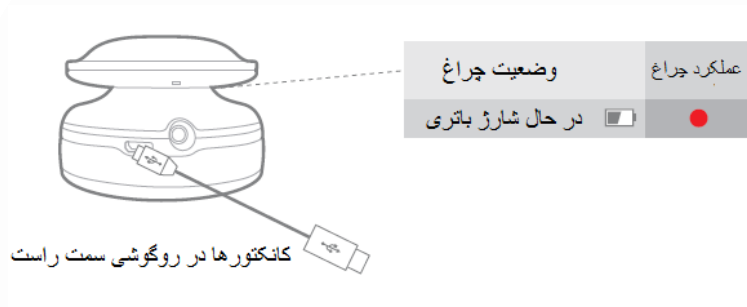 عملکرد چراغ
وضعیت چراغ
در حال شارژ باتری
کانکتورها در روگوشی سمت راست